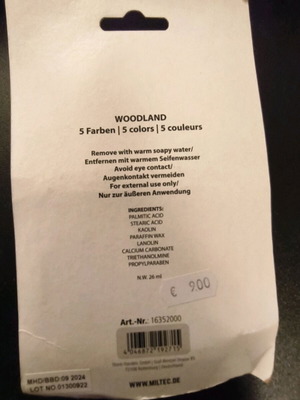 WOODLAND
5 Farben | 5 colors | 5 couleurs
Remove with warm soapy water/
Entfernen mit warmem Seifenwasser
Avoid eye contact/
Augenkontakt vermeiden
For external use only/
Nur zur äußeren Anwendung
INGREDIENTS:
PALMITIC ACID
STEARIC ACID
KAOLIN
PARAFFIN WAX
LANOLIN
CALCIUM CARBONATE
TRIETHANOLMINE
PROPYLPARABEN
N.W. 26 ml
€ 9.00
Art.-Nr.: 16352000
4 046872 192715
WWW.MILTEC.DE
MHD/BBD:09 2024
LOT NO.01300922